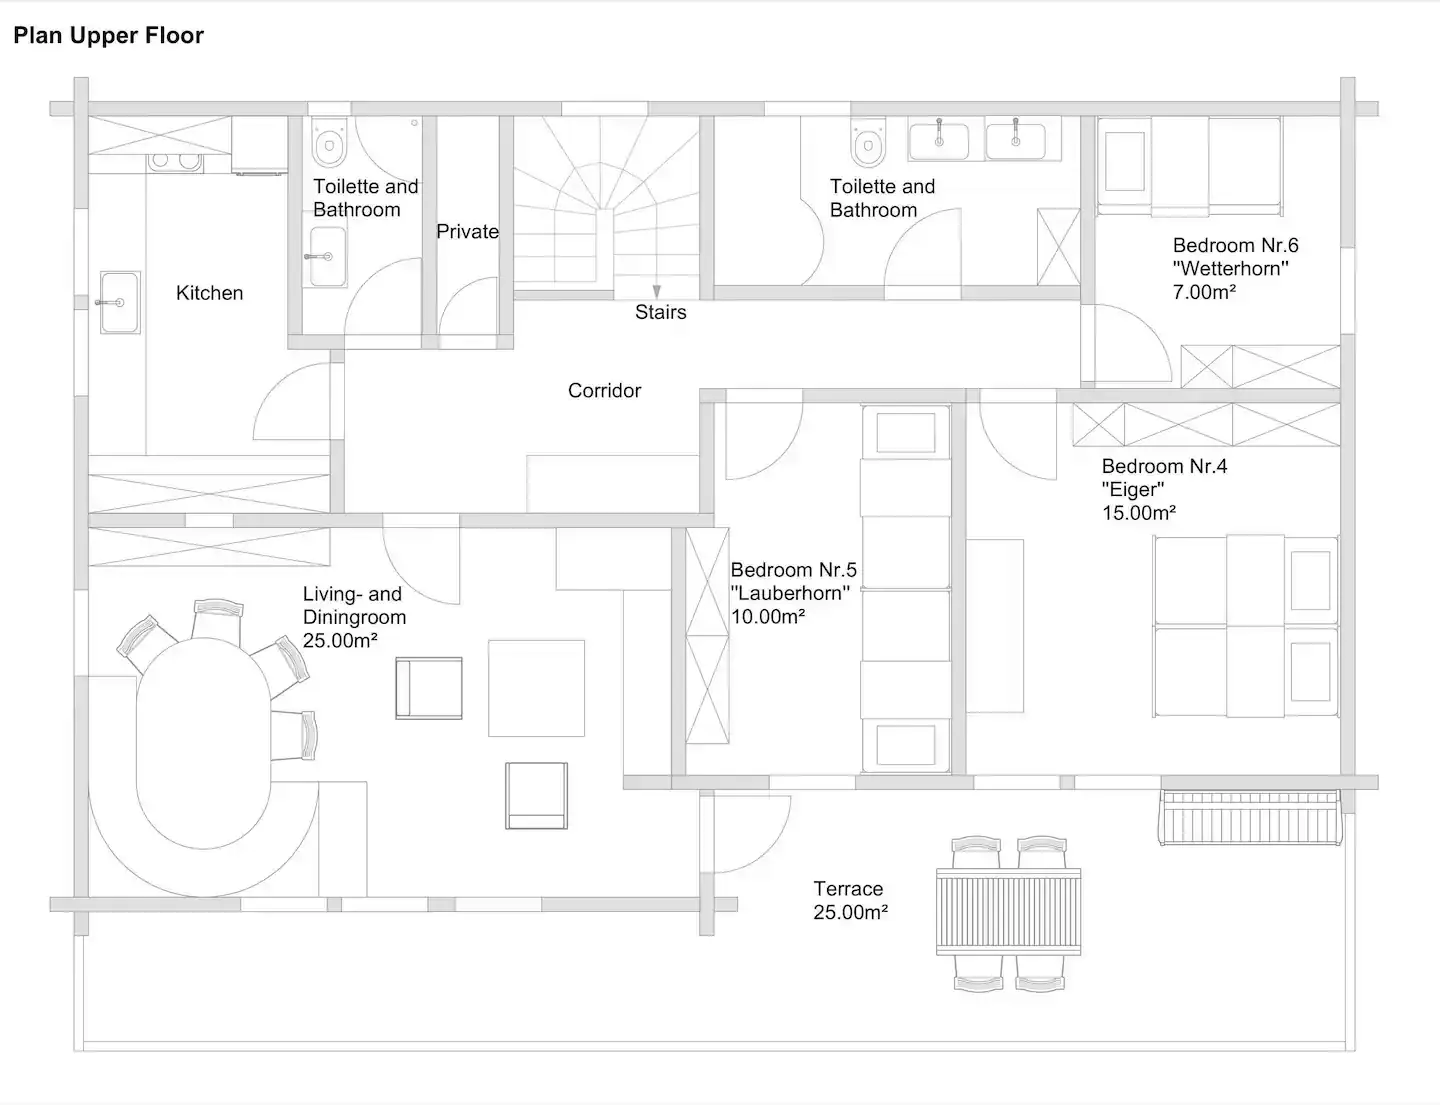 Plan Upper Floor
Toilette and
Bathroom
Private
Kitchen
Stairs
Corridor
Toilette and
Bathroom
Bedroom Nr.6
"Wetterhorn"
7.00m²
Bedroom Nr.4
"Eiger"
15.00m²
Bedroom Nr.5
"Lauberhorn"
10.00m²
Living- and
Diningroom
25.00m²
Terrace
25.00m²